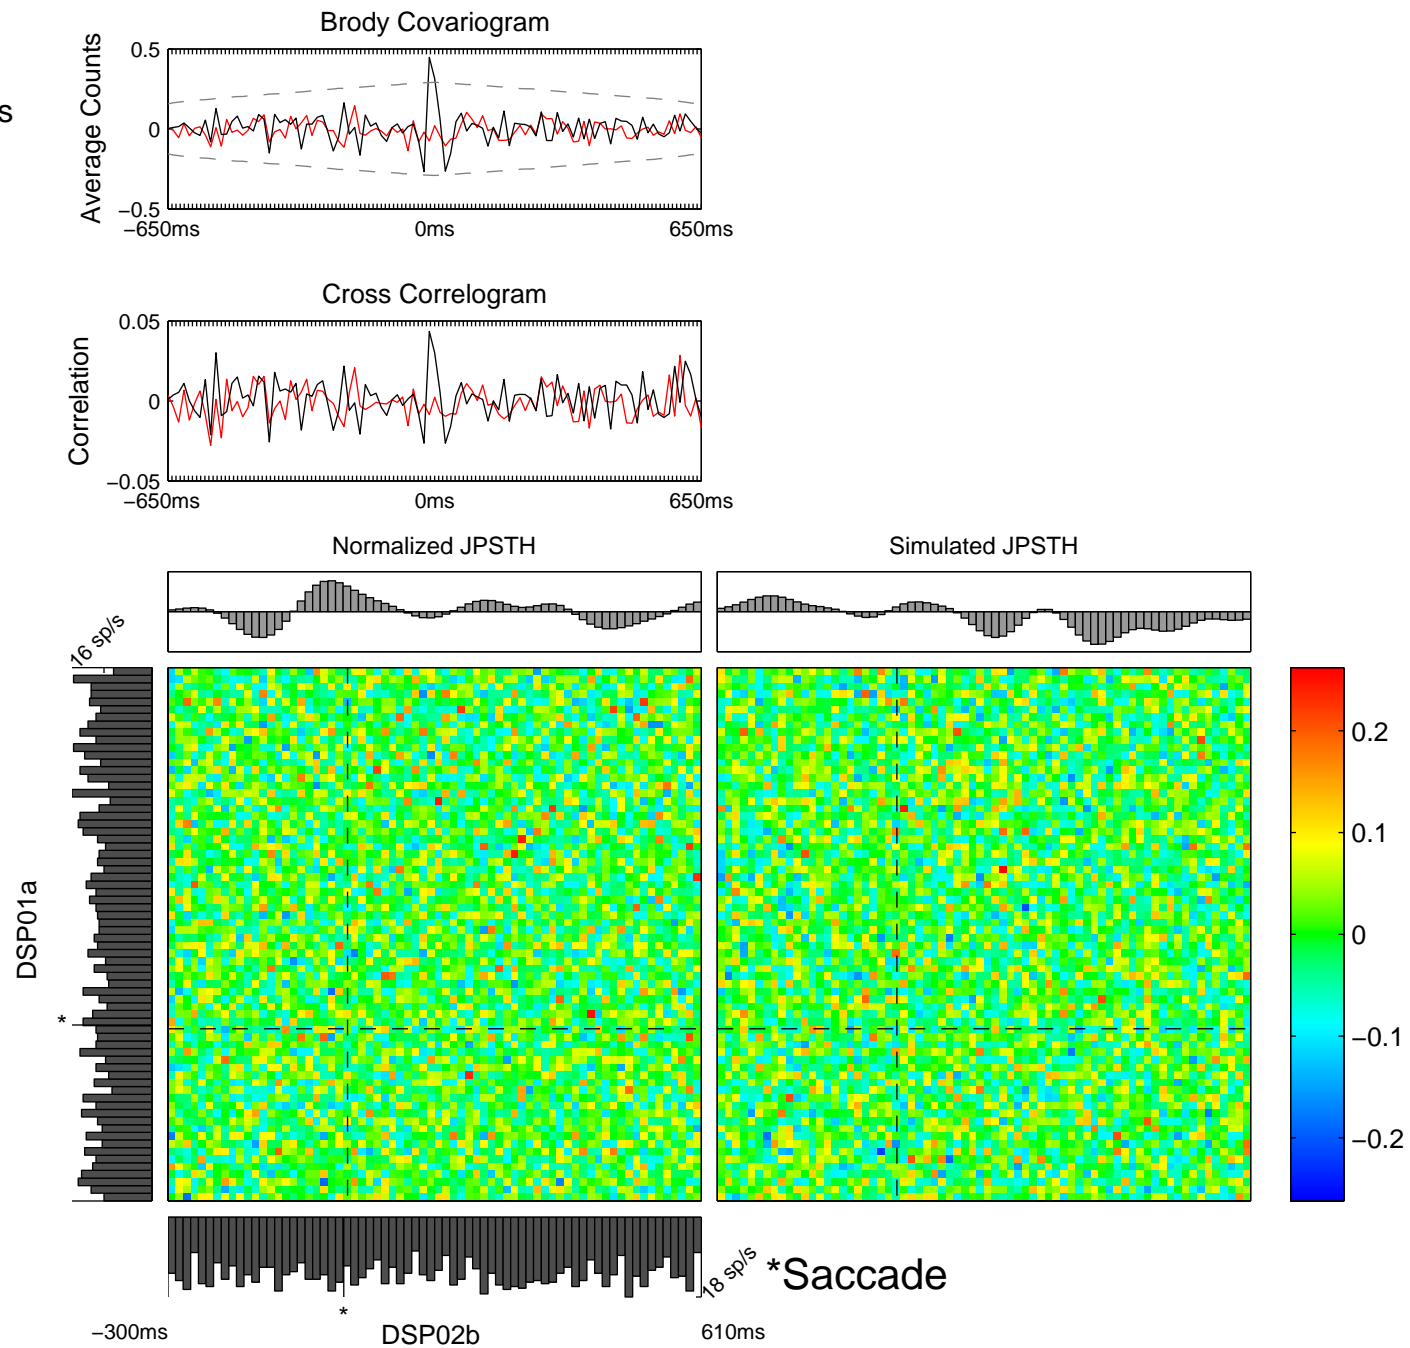 Brody Covariogram
s
Average Counts
0.5
0
−0.5
−650ms
0ms
650ms
Cross Correlogram
Correlation
0.05
0
−0.05
−650ms
0ms
650ms
Normalized JPSTH
Simulated JPSTH
16 sp/s
DSP01a
*
0.2
0.1
0
−0.1
−0.2
18 sp/s
*Saccade
*
−300ms
DSP02b
610ms